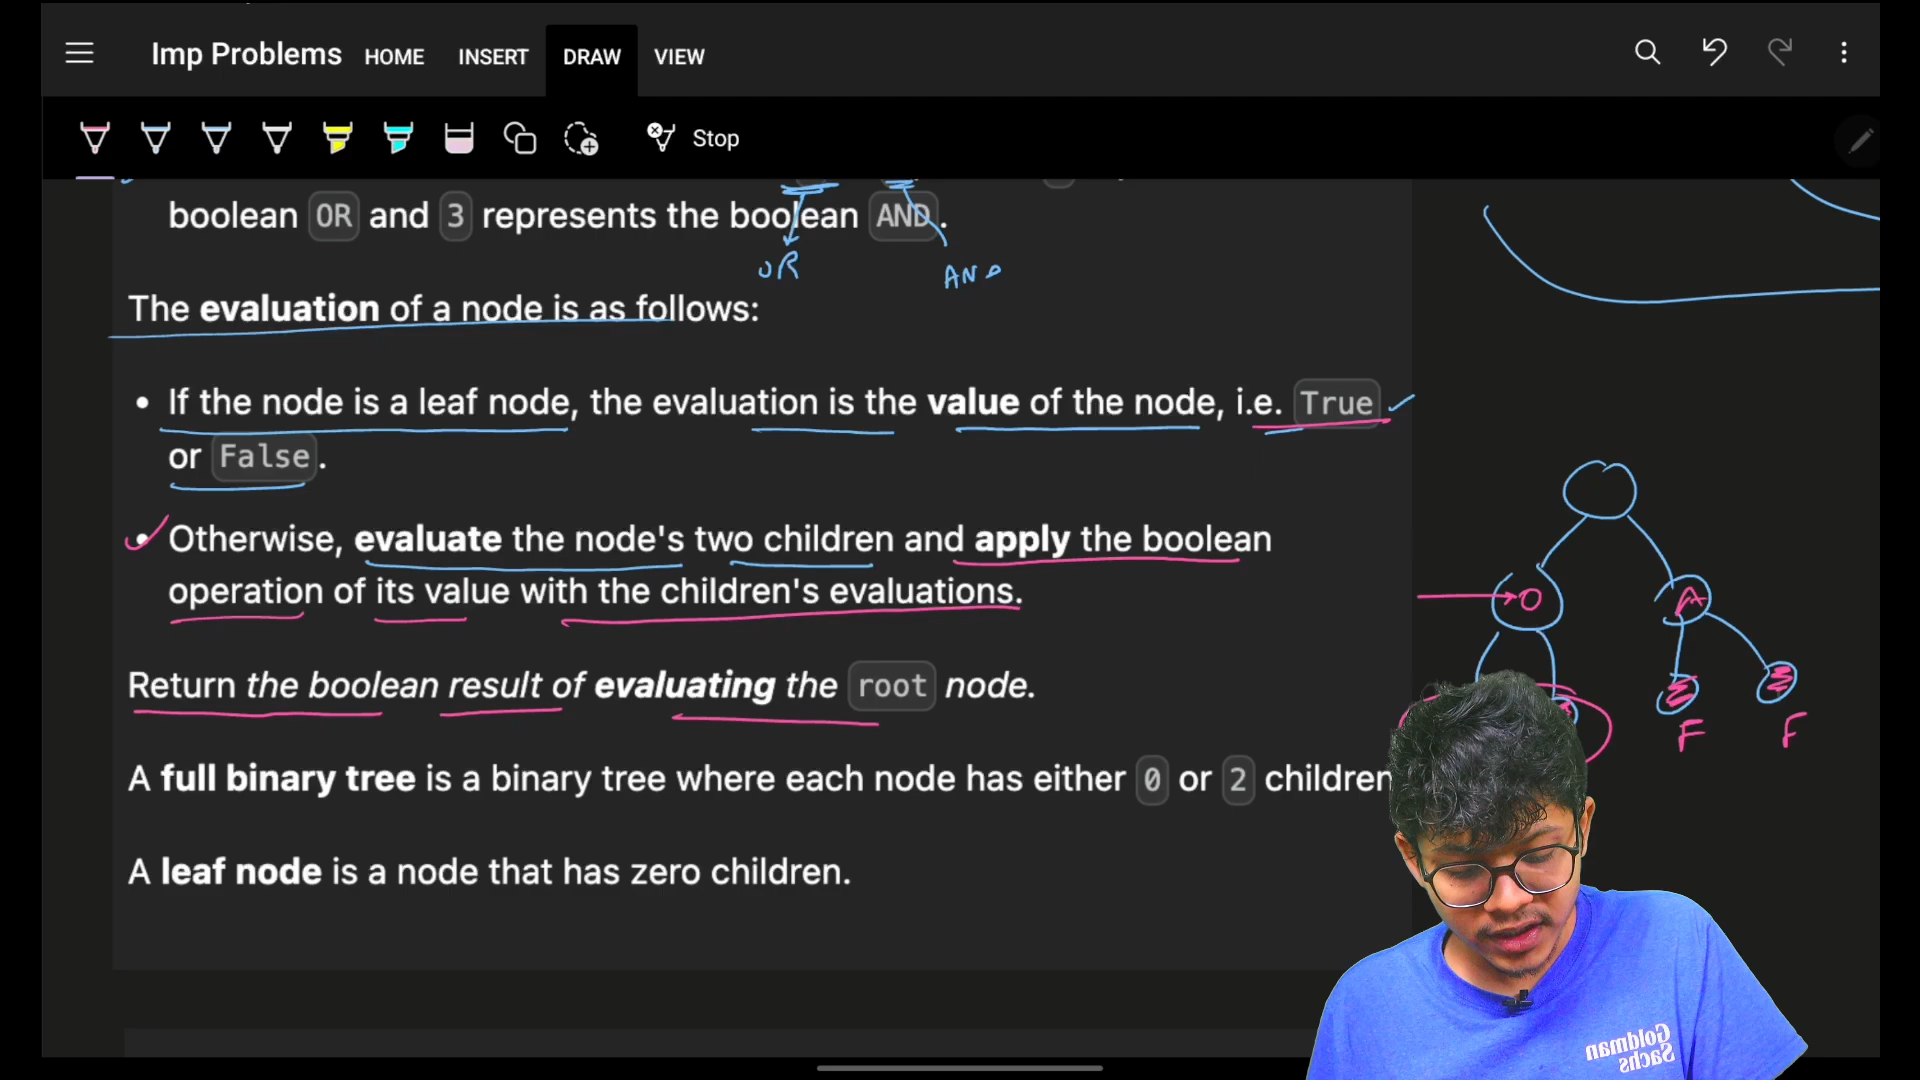 Imp Problems HOME INSERT DRAW VIEW
Stop
boolean OR and 3 represents the boolean AND.
OR AND
The evaluation of a node is as follows:
• If the node is a leaf node, the evaluation is the value of the node, i.e. True
or False.
• Otherwise, evaluate the node's two children and apply the boolean
operation of its value with the children's evaluations.
O A
Return the boolean result of evaluating the root node.
F F
A full binary tree is a binary tree where each node has either 0 or 2 children
A leaf node is a node that has zero children.
Goldman
Sachs